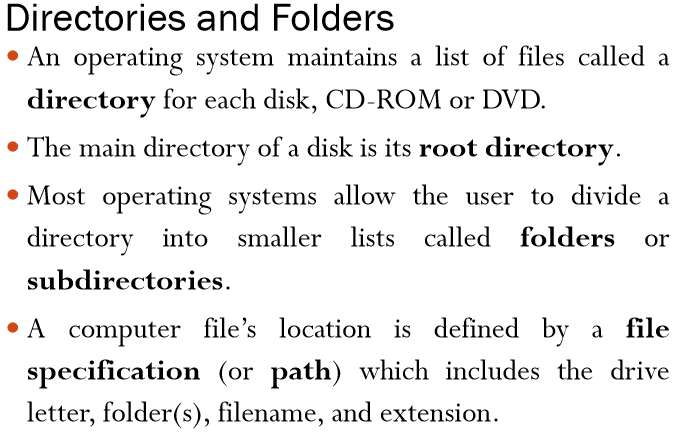 Directories and Folders
• An operating system maintains a list of files called a
directory for each disk, CD-ROM or DVD.
• The main directory of a disk is its root directory.
• Most operating systems allow the user to divide a
directory into smaller lists called folders or
subdirectories.
• A computer file’s location is defined by a file
specification (or path) which includes the drive
letter, folder(s), filename, and extension.